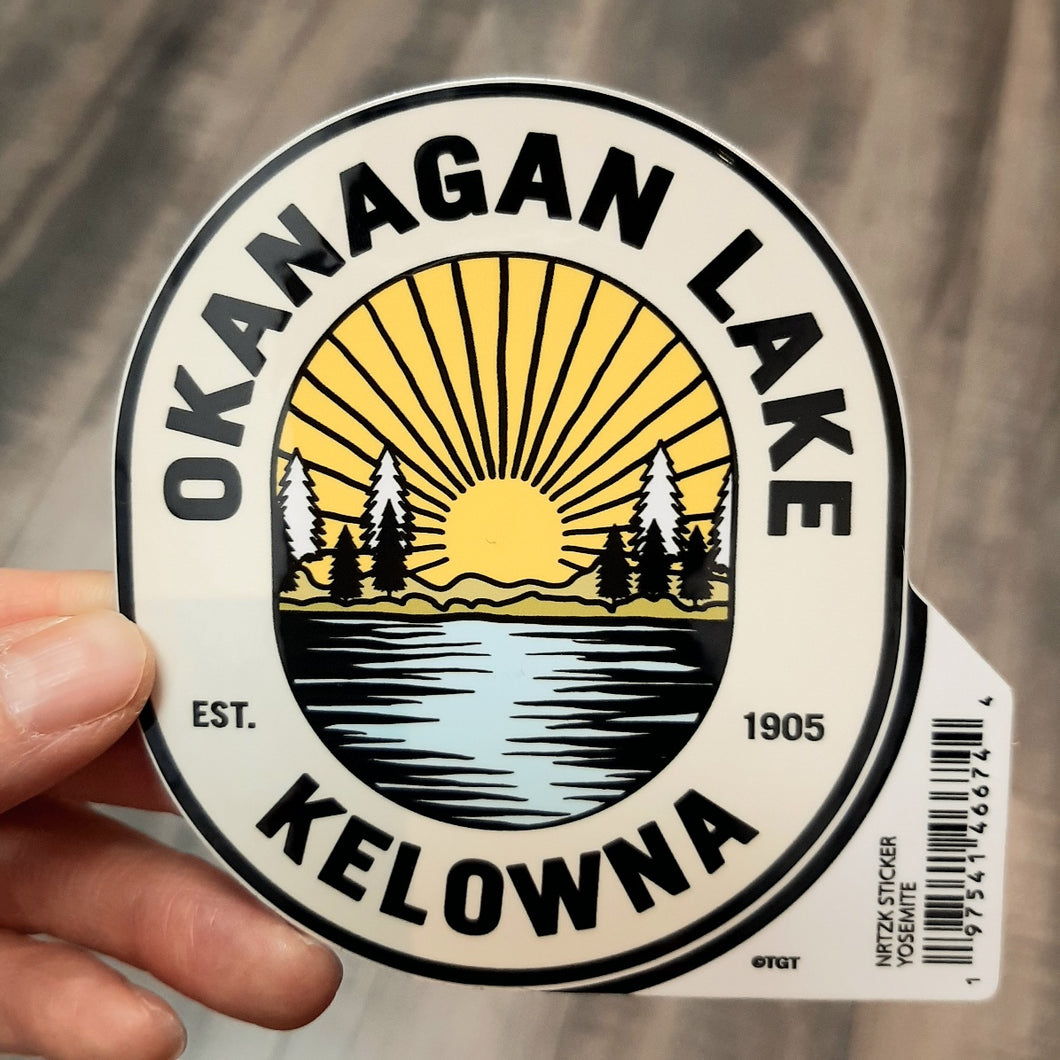 OKANAGAN LAKE
EST. 1905
KELOWNA
©TGT
NRTZK STICKER
YOSEMITE
1 97541 46674 4